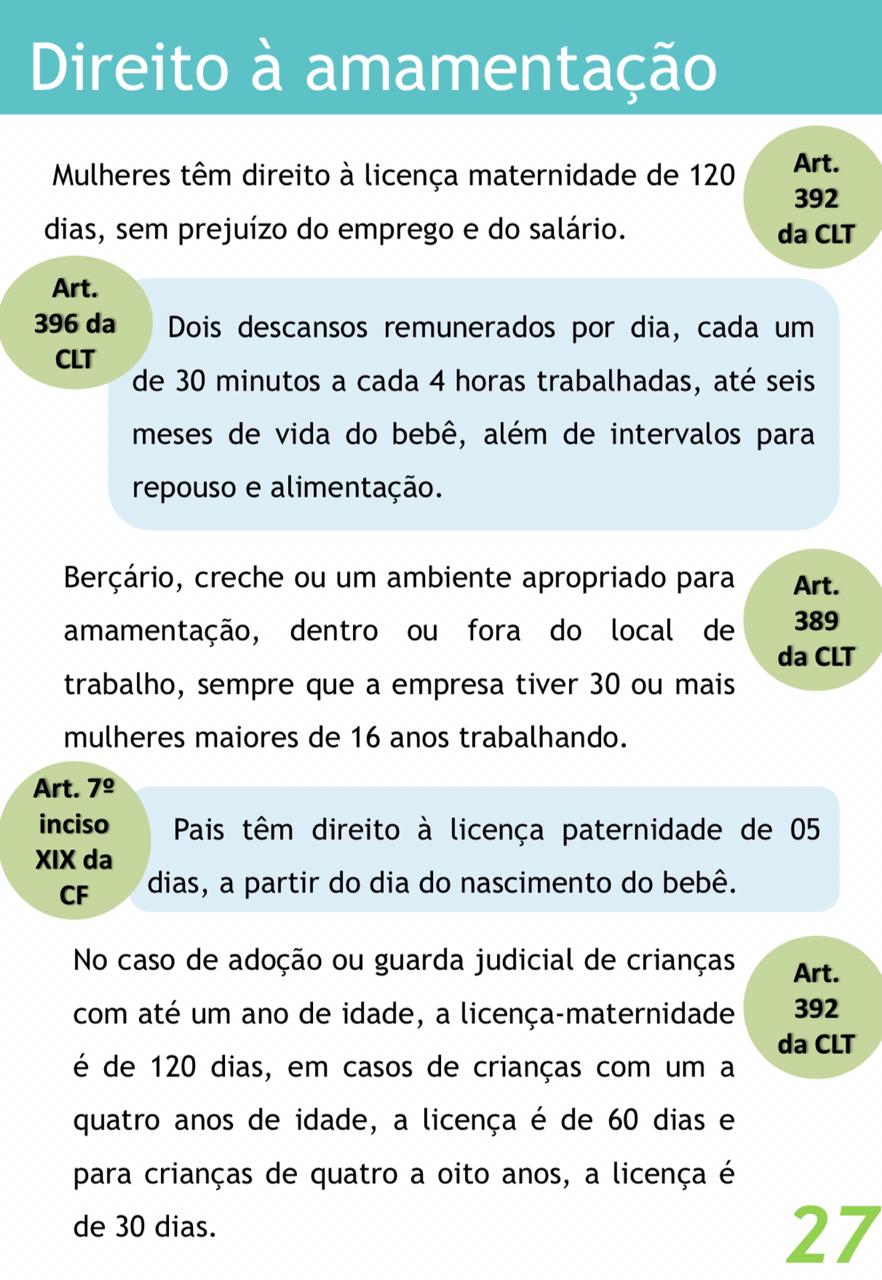 Direito à amamentação
Mulheres têm direito à licença maternidade de 120
dias, sem prejuízo do emprego e do salário.
Art.
392
da CLT
Art.
396 da
CLT
Dois descansos remunerados por dia, cada um
de 30 minutos a cada 4 horas trabalhadas, até seis
meses de vida do bebê, além de intervalos para
repouso e alimentação.
Berçário, creche ou um ambiente apropriado para
amamentação, dentro ou fora do local de
trabalho, sempre que a empresa tiver 30 ou mais
mulheres maiores de 16 anos trabalhando.
Art.
389
da CLT
Art. 7º
inciso
XIX da
CF
Pais têm direito à licença paternidade de 05
dias, a partir do dia do nascimento do bebê.
No caso de adoção ou guarda judicial de crianças
com até um ano de idade, a licença-maternidade
é de 120 dias, em casos de crianças com um a
quatro anos de idade, a licença é de 60 dias e
para crianças de quatro a oito anos, a licença é
de 30 dias.
Art.
392
da CLT
27